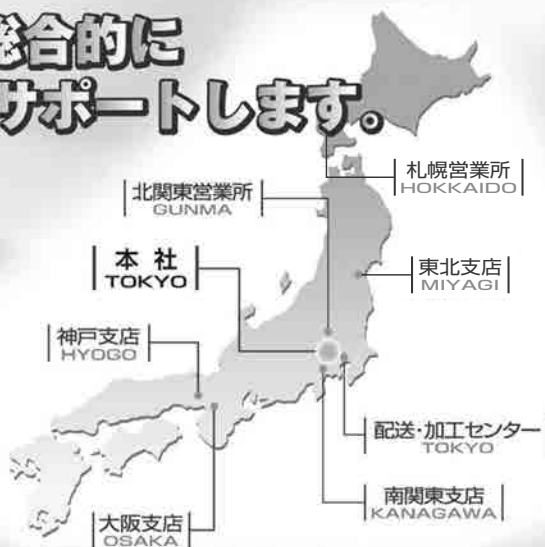 総合的に
サポートします。
札幌営業所
HOKKAIDO
北関東営業所
GUNMA
本社
TOKYO
東北支店
MIYAGI
神戸支店
HYOGO
配送・加工センター
TOKYO
南関東支店
KANAGAWA
大阪支店
OSAKA